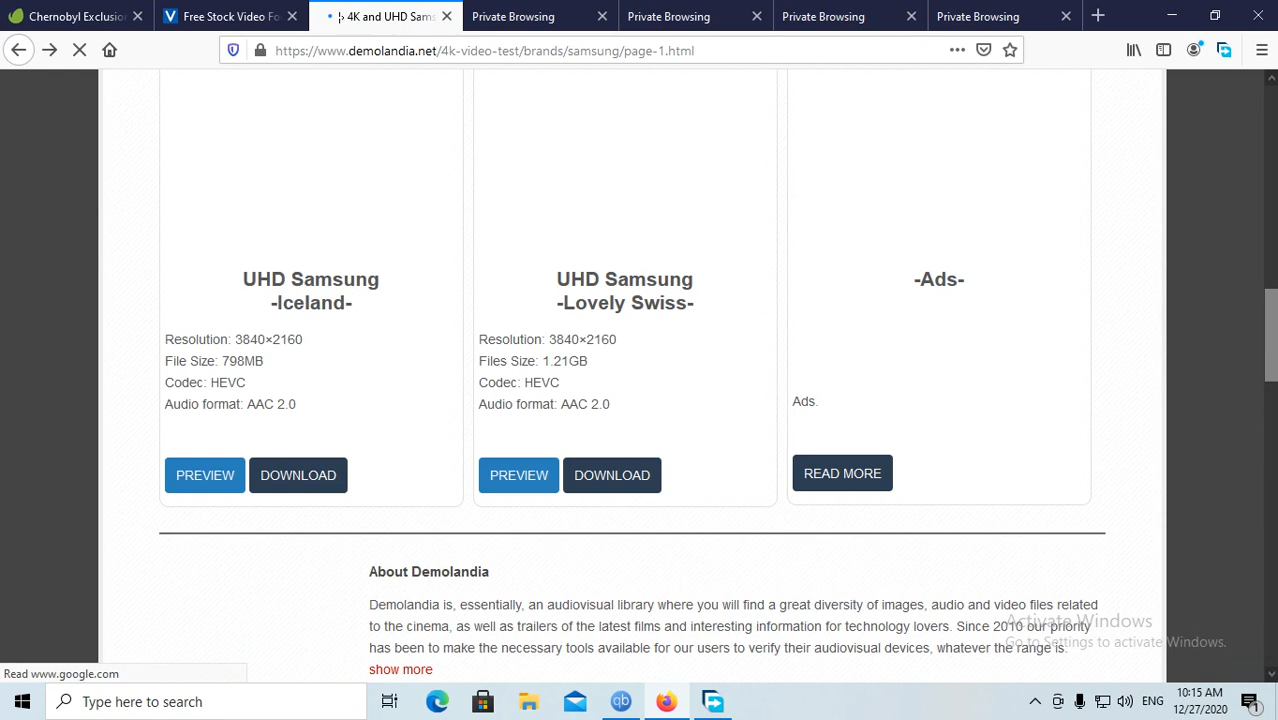 Chernobyl Exclusion
Free Stock Video Fo
4K and UHD Sams
Private Browsing
Private Browsing
Private Browsing
Private Browsing
https://www.demolandia.net/4k-video-test/brands/samsung/page-1.html
UHD Samsung
-Iceland-
Resolution: 3840×2160
File Size: 798MB
Codec: HEVC
Audio format: AAC 2.0
PREVIEW DOWNLOAD
UHD Samsung
-Lovely Swiss-
Resolution: 3840×2160
Files Size: 1.21GB
Codec: HEVC
Audio format: AAC 2.0
PREVIEW DOWNLOAD
-Ads-
Ads.
READ MORE
About Demolandia
Demolandia is, essentially, an audiovisual library where you will find a great diversity of images, audio and video files related
to the cinema, as well as trailers of the latest films and interesting information for technology lovers. Since 2010 our priority
has been to make the necessary tools available for our users to verify their audiovisual devices, whatever the range is.
show more
Activate Windows
Go to Settings to activate Windows.
Read www.google.com
Type here to search
qb
ENG
10:15 AM
12/27/2020
1